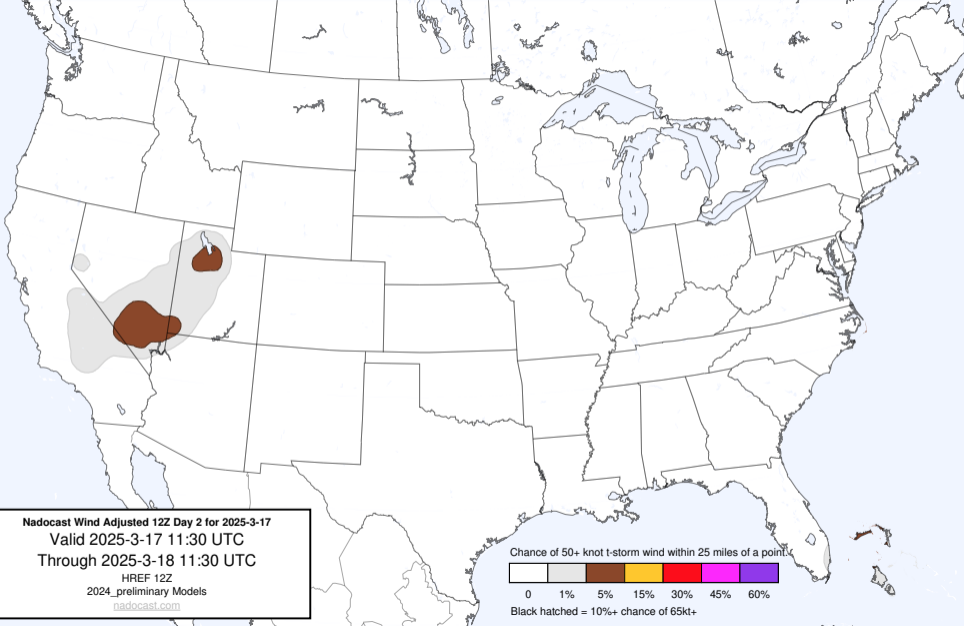 Nadocast Wind Adjusted 12Z Day 2 for 2025-3-17
Valid 2025-3-17 11:30 UTC
Through 2025-3-18 11:30 UTC
HREF 12Z
2024_preliminary Models
nadocast.com
Chance of 50+ knot t-storm wind within 25 miles of a point.
0 1% 5% 15% 30% 45% 60%
Black hatched = 10%+ chance of 65kt+